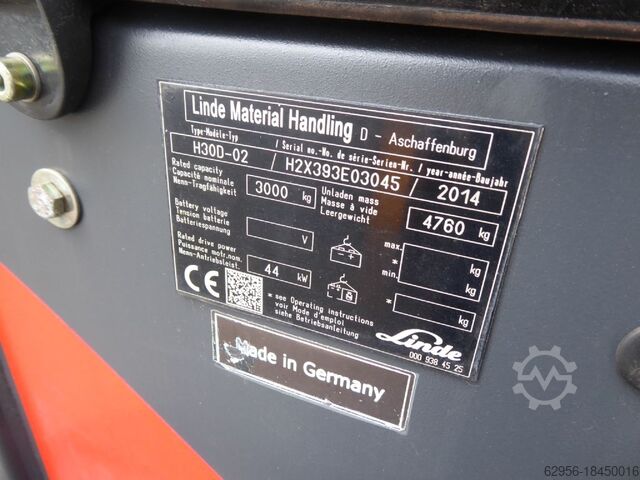 Linde Material Handling D - Aschaffenburg
Type-Modèle-Typ / Serial no.-No. de série-Serien-Nr. / year-année-Baujahr
H30D-02 / H2X393E03045 / 2014
Rated capacity
Capacité nominale
Nenn-Tragfähigkeit
3000 kg
Unladen mass
Masse à vide
Leergewicht
4760 kg
Battery voltage
Tension batterie
Batteriespannung
V
max.
*
min.
kg
Rated drive power
Puissance motr.nom.
Nenn-Antriebsleist.
44 kW
* kg
CE
* see Operating instructions
voir Mode d'emploi
siehe Betriebsanleitung
Linde
000 938 45 25
Made in Germany
62956-18450016